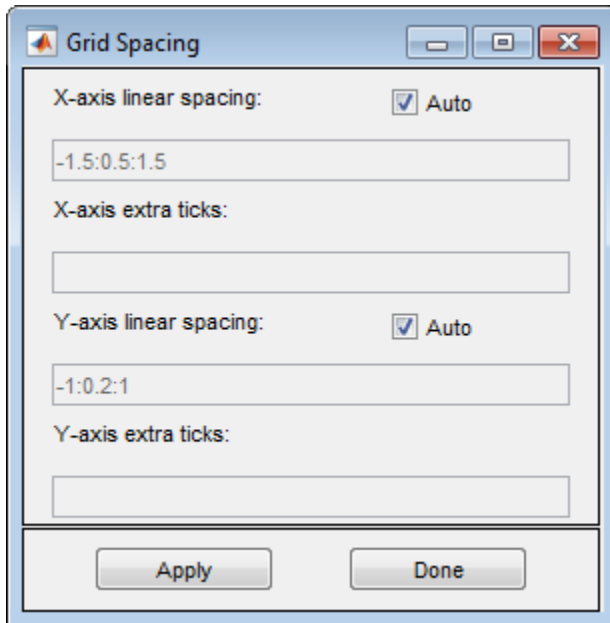 Grid Spacing
X-axis linear spacing:
Auto
-1.5:0.5:1.5
X-axis extra ticks:
Y-axis linear spacing:
Auto
-1:0.2:1
Y-axis extra ticks:
Apply
Done